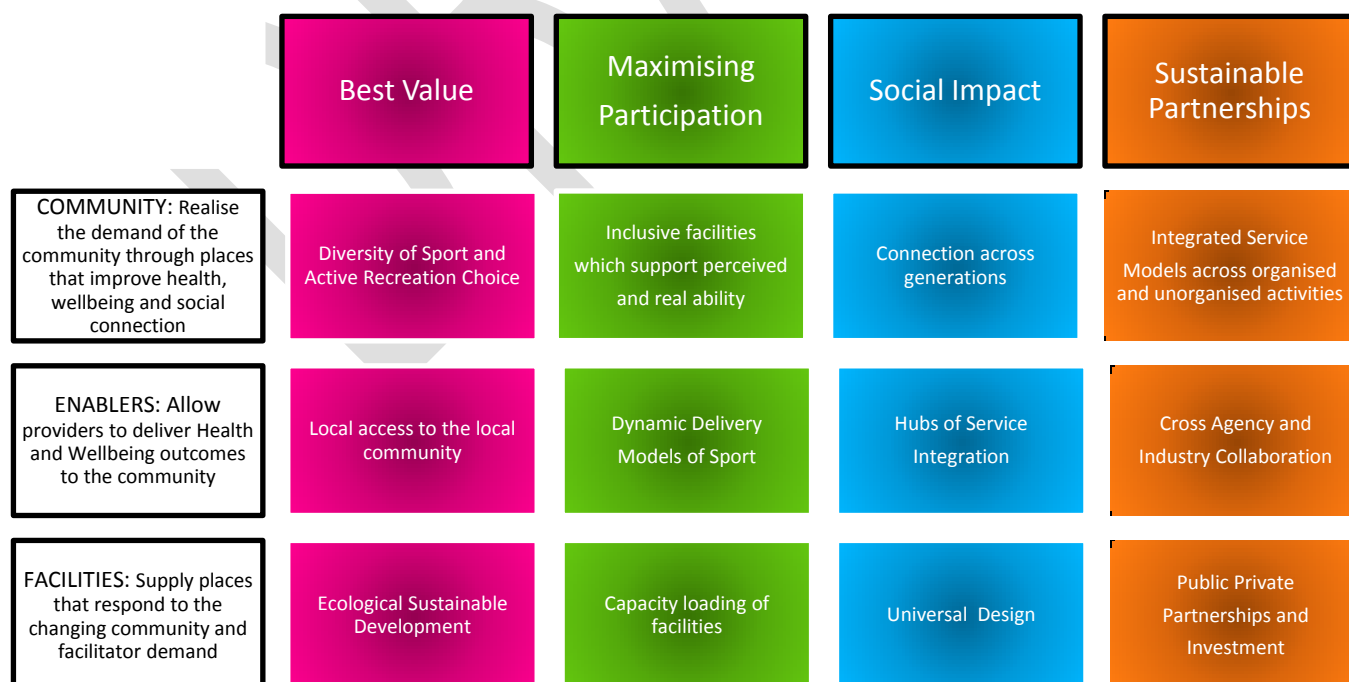 Best Value
Maximising
Participation
Social Impact
Sustainable
Partnerships
COMMUNITY: Realise
the demand of the
community through places
that improve health,
wellbeing and social
connection
Diversity of Sport and
Active Recreation Choice
Inclusive facilities
which support perceived
and real ability
Connection across
generations
Integrated Service
Models across organised
and unorganised activities
ENABLERS: Allow
providers to deliver Health
and Wellbeing outcomes
to the community
Local access to the local
community
Dynamic Delivery
Models of Sport
Hubs of Service
Integration
Cross Agency and
Industry Collaboration
FACILITIES: Supply places
that respond to the
changing community and
facilitator demand
Ecological Sustainable
Development
Capacity loading of
facilities
Universal Design
Public Private
Partnerships and
Investment